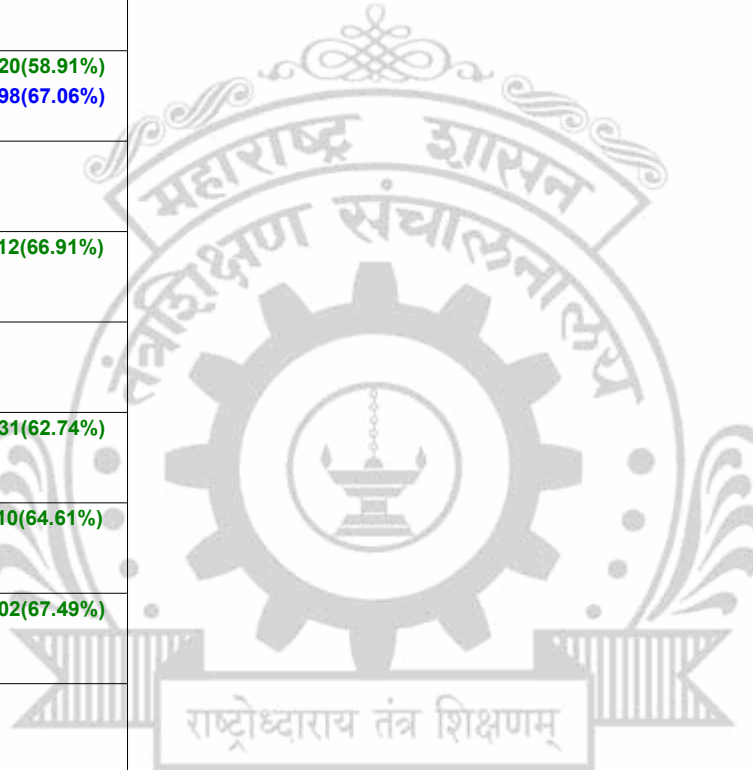 20(58.91%)
98(67.06%)
महाराष्ट्र शासन
तंत्रशिक्षण संचालनालय
12(66.91%)
31(62.74%)
10(64.61%)
02(67.49%)
राष्ट्रोध्दाराय तंत्र शिक्षणम्